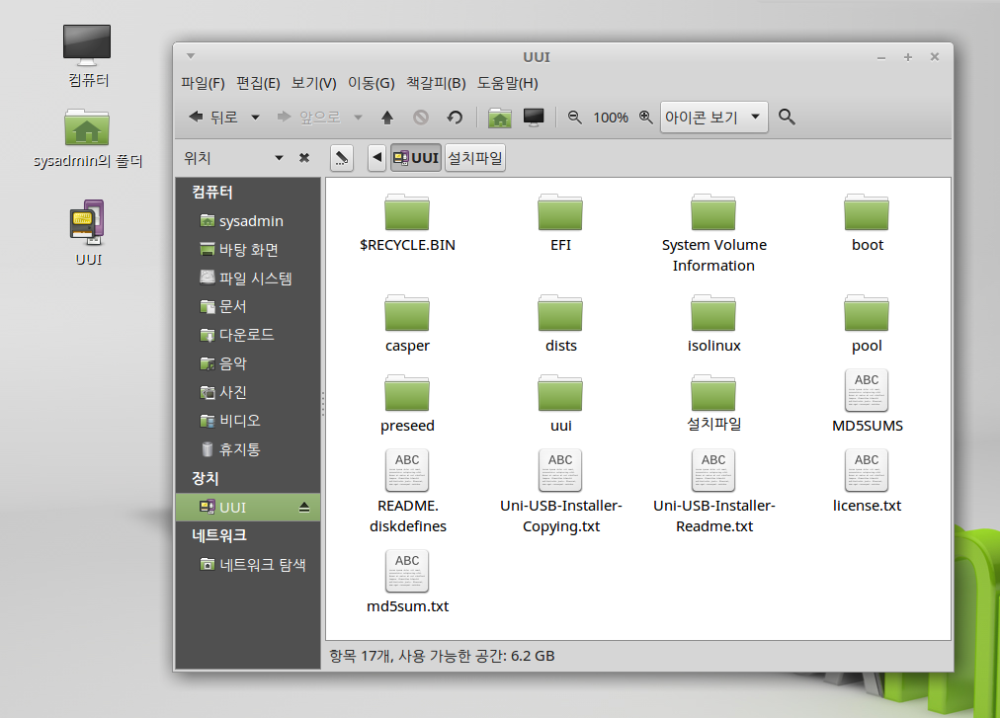 컴퓨터
sysadmin의 폴더
UUI
UUI
파일(F) 편집(E) 보기(V) 이동(G) 책갈피(B) 도움말(H)
뒤로 앞으로 100% 아이콘 보기
위치 UUI 설치파일
컴퓨터
sysadmin
바탕 화면
파일 시스템
문서
다운로드
음악
사진
비디오
휴지통
장치
UUI
네트워크
네트워크 탐색
$RECYCLE.BIN
EFI
System Volume
Information
boot
casper
dists
isolinux
pool
preseed
uui
설치파일
ABC
MD5SUMS
ABC
README.
diskdefines
ABC
Uni-USB-Installer-
Copying.txt
ABC
Uni-USB-Installer-
Readme.txt
ABC
license.txt
ABC
md5sum.txt
항목 17개, 사용 가능한 공간: 6.2 GB